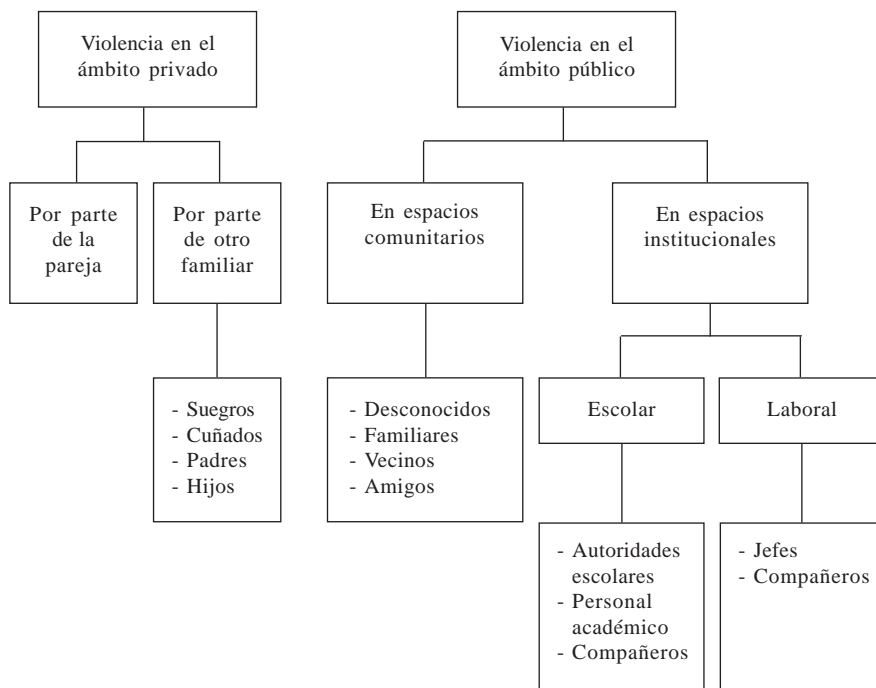 Violencia en el
ámbito privado
Violencia en el
ámbito público
Por parte
de la
pareja
Por parte
de otro
familiar
En espacios
comunitarios
En espacios
institucionales
- Suegros
- Cuñados
- Padres
- Hijos
- Desconocidos
- Familiares
- Vecinos
- Amigos
Escolar
Laboral
- Autoridades
escolares
- Personal
académico
- Compañeros
- Jefes
- Compañeros